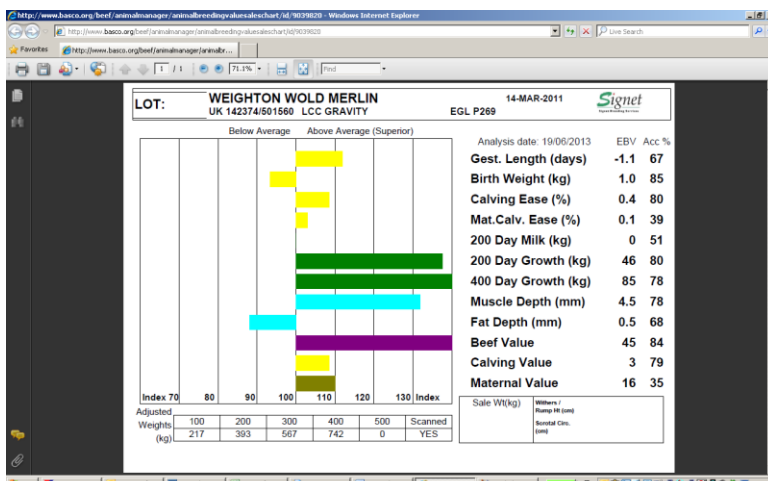 http://www.basco.org/beef/animalmanager/animalbreedingvaluesaleschart/id/9039820 - Windows Internet Explorer
http://www.basco.org/beef/animalmanager/animalbreedingvaluesaleschart/id/9039820
Live Search
Favorites
http://www.basco.org/beef/animalmanager/animalbr...
1 / 1
71.1%
Find
LOT:
WEIGHTON WOLD MERLIN
14-MAR-2011
Signet
UK 142374/501560 LCC GRAVITY
EGL P269
Below Average Above Average (Superior)
Analysis date: 19/06/2013 EBV Acc %
Gest. Length (days) -1.1 67
Birth Weight (kg) 1.0 85
Calving Ease (%) 0.4 80
Mat.Calv. Ease (%) 0.1 39
200 Day Milk (kg) 0 51
200 Day Growth (kg) 46 80
400 Day Growth (kg) 85 78
Muscle Depth (mm) 4.5 78
Fat Depth (mm) 0.5 68
Beef Value 45 84
Calving Value 3 79
Maternal Value 16 35
Index 70 80 90 100 110 120 130 Index
Adjusted Weights (kg)
100 200 300 400 500 Scanned
217 393 567 742 0 YES
Sale Wt(kg)
Withers /
Rump Ht (cm)
Scrotal Circ.
(cm)